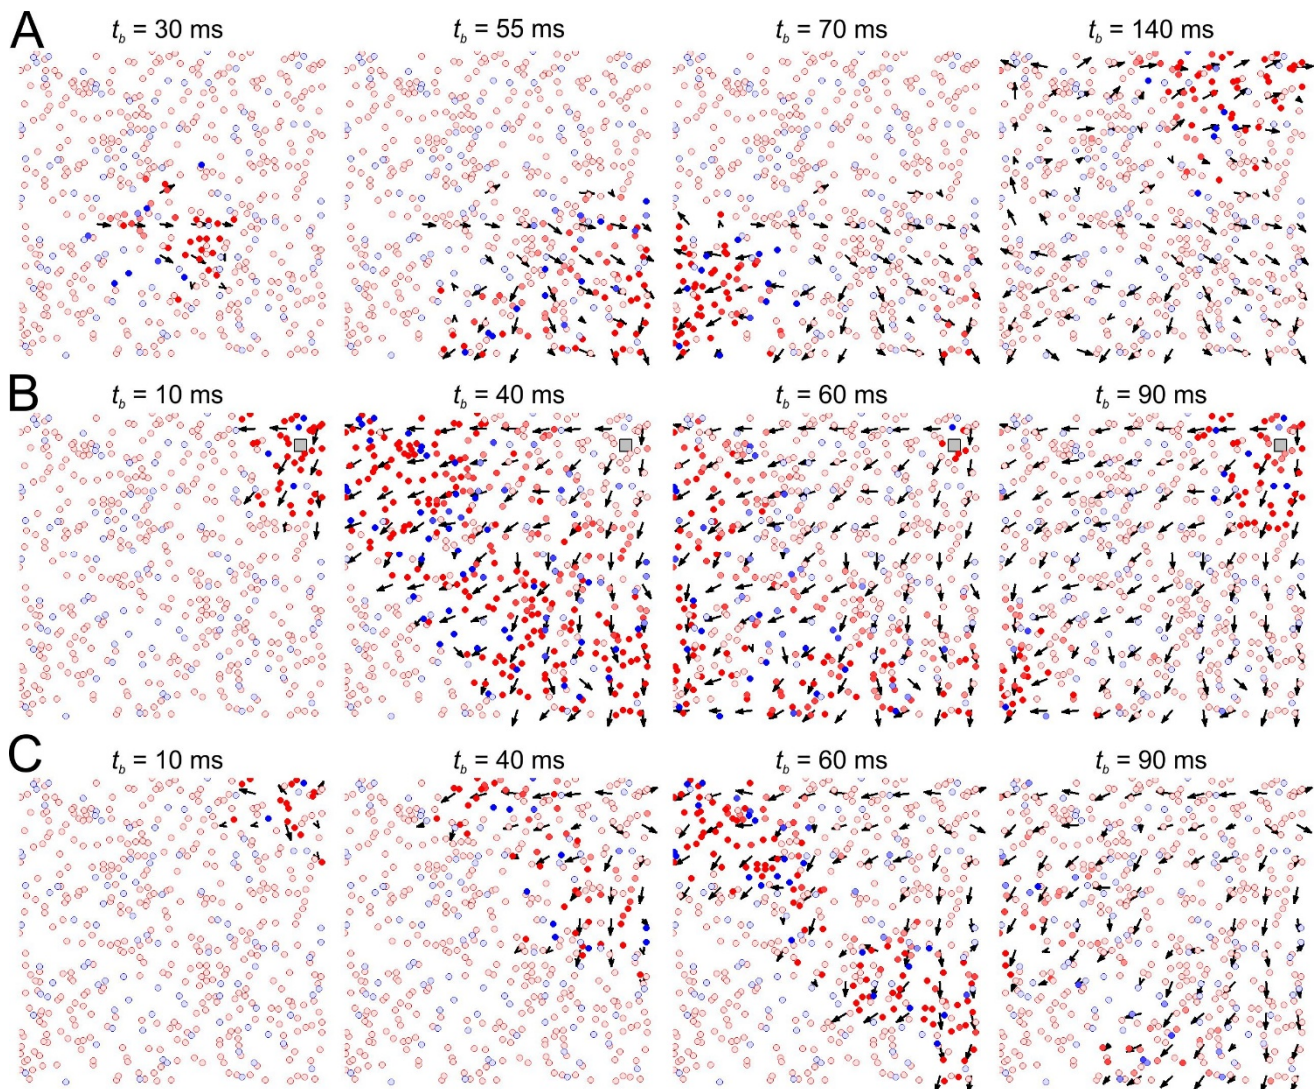 A
t_b = 30 ms
t_b = 55 ms
t_b = 70 ms
t_b = 140 ms
B
t_b = 10 ms
t_b = 40 ms
t_b = 60 ms
t_b = 90 ms
C
t_b = 10 ms
t_b = 40 ms
t_b = 60 ms
t_b = 90 ms